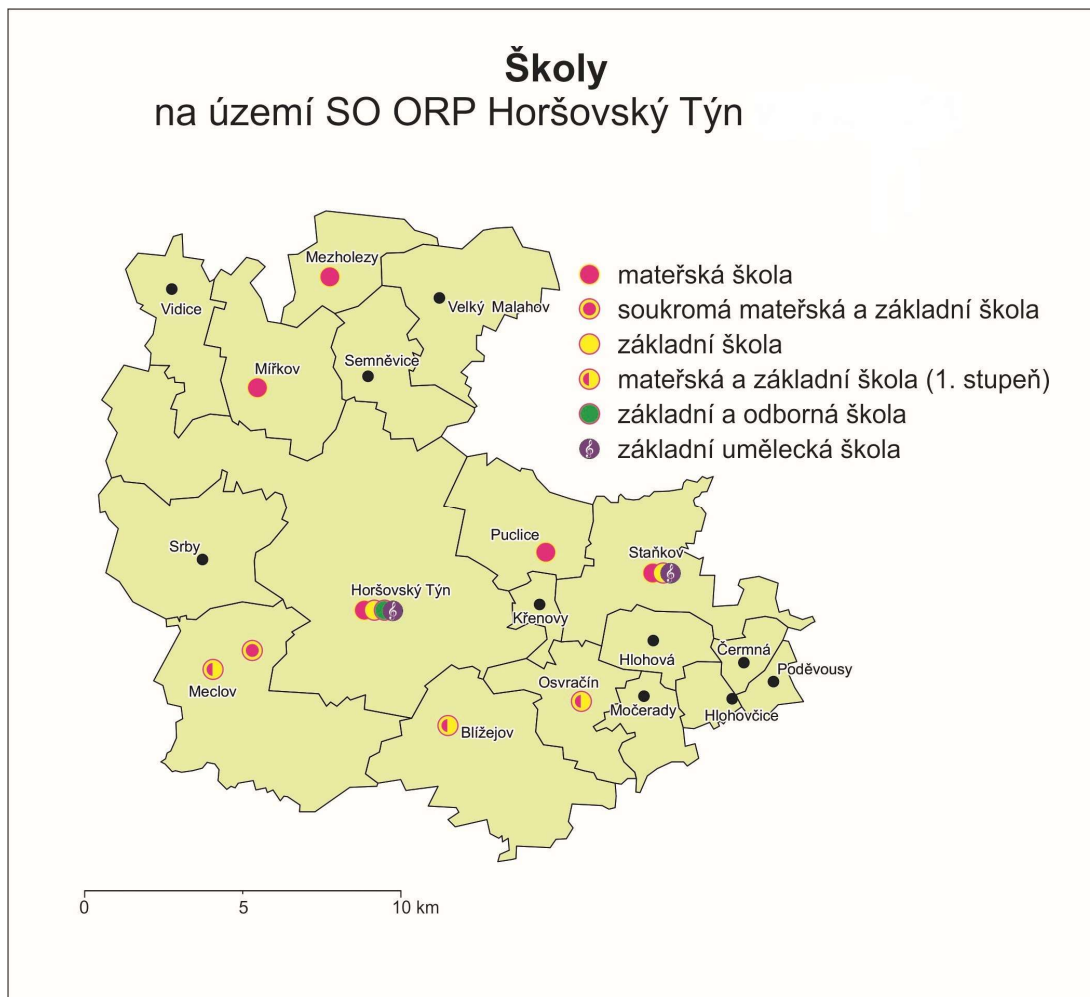 Školy
na území SO ORP Horšovský Týn
mateřská škola
soukromá mateřská a základní škola
základní škola
mateřská a základní škola (1. stupeň)
základní a odborná škola
základní umělecká škola
Mezholezy
Vidice
Velký Malahov
Semněvice
Mířkov
Puclice
Staňkov
Srby
Horšovský Týn
Křenovy
Hlohová
Čermná
Poděvousy
Osvračín
Meclov
Močerady
Hlohovčice
Blížejov
0 5 10 km